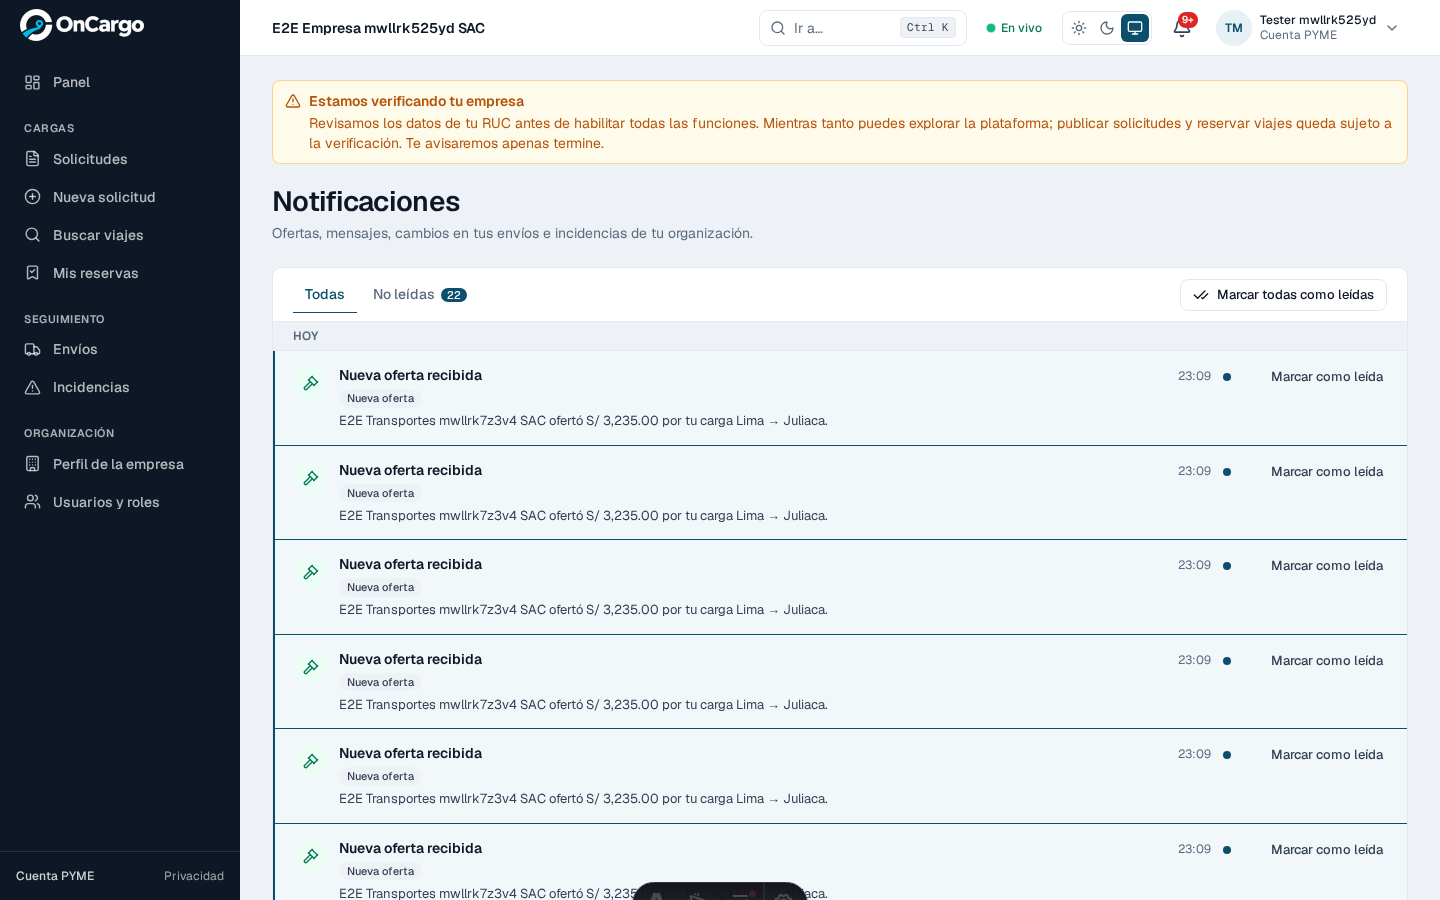 OnCargo
E2E Empresa mwllrk525yd SAC
Ir a...
Ctrl K
En vivo
9+
TM
Tester mwllrk525yd
Cuenta PYME
Panel
CARGAS
Solicitudes
Nueva solicitud
Buscar viajes
Mis reservas
SEGUIMIENTO
Envíos
Incidencias
ORGANIZACIÓN
Perfil de la empresa
Usuarios y roles
Cuenta PYME
Privacidad
Estamos verificando tu empresa
Revisamos los datos de tu RUC antes de habilitar todas las funciones. Mientras tanto puedes explorar la plataforma; publicar solicitudes y reservar viajes queda sujeto a
la verificación. Te avisaremos apenas termine.
Notificaciones
Ofertas, mensajes, cambios en tus envíos e incidencias de tu organización.
Todas
No leídas 22
Marcar todas como leídas
HOY
Nueva oferta recibida
23:09
Marcar como leída
Nueva oferta
E2E Transportes mwllrk7z3v4 SAC ofertó S/ 3,235.00 por tu carga Lima → Juliaca.
Nueva oferta recibida
23:09
Marcar como leída
Nueva oferta
E2E Transportes mwllrk7z3v4 SAC ofertó S/ 3,235.00 por tu carga Lima → Juliaca.
Nueva oferta recibida
23:09
Marcar como leída
Nueva oferta
E2E Transportes mwllrk7z3v4 SAC ofertó S/ 3,235.00 por tu carga Lima → Juliaca.
Nueva oferta recibida
23:09
Marcar como leída
Nueva oferta
E2E Transportes mwllrk7z3v4 SAC ofertó S/ 3,235.00 por tu carga Lima → Juliaca.
Nueva oferta recibida
23:09
Marcar como leída
Nueva oferta
E2E Transportes mwllrk7z3v4 SAC ofertó S/ 3,235.00 por tu carga Lima → Juliaca.
Nueva oferta recibida
23:09
Marcar como leída
Nueva oferta
E2E Transportes mwllrk7z3v4 SAC ofertó S/